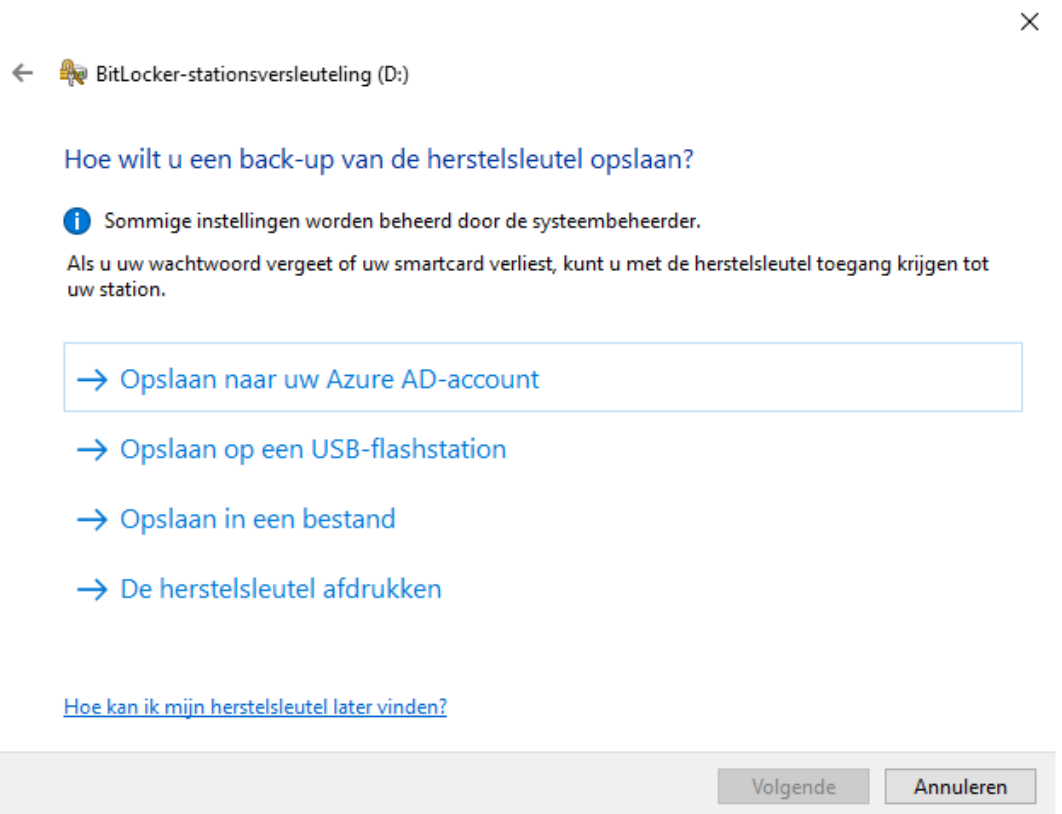 BitLocker-stationsversleuteling (D:)
Hoe wilt u een back-up van de herstelsleutel opslaan?
Sommige instellingen worden beheerd door de systeembeheerder.
Als u uw wachtwoord vergeet of uw smartcard verliest, kunt u met de herstelsleutel toegang krijgen tot
uw station.
Opslaan naar uw Azure AD-account
Opslaan op een USB-flashstation
Opslaan in een bestand
De herstelsleutel afdrukken
Hoe kan ik mijn herstelsleutel later vinden?
Volgende
Annuleren